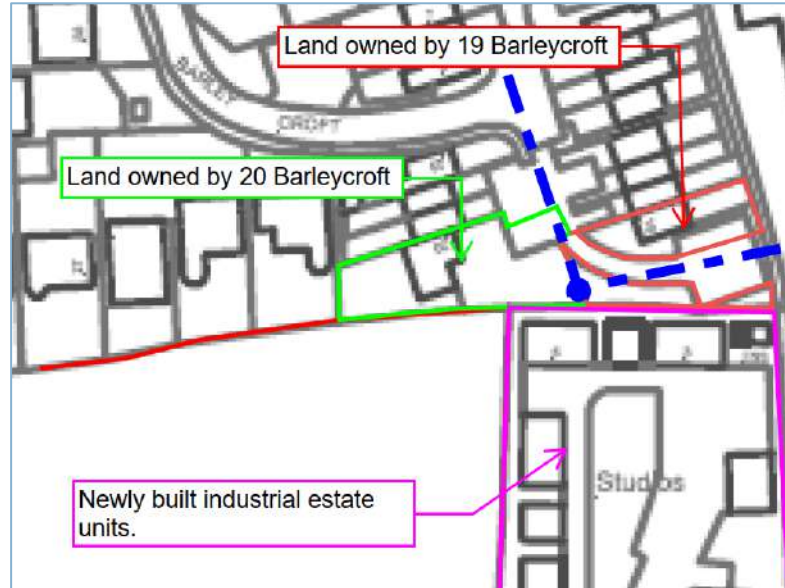 Land owned by 19 Barleycroft
BARLEY
CROFT
Land owned by 20 Barleycroft
Studios
Newly built industrial estate
units.